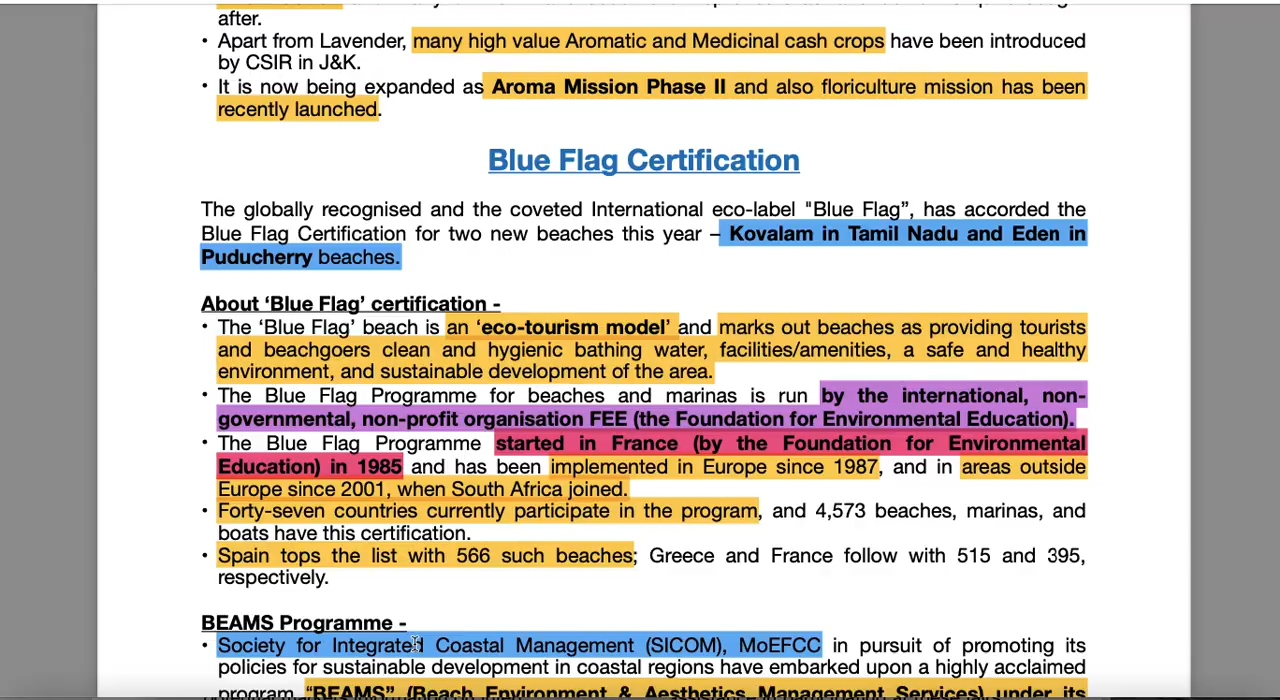 after.
• Apart from Lavender, many high value Aromatic and Medicinal cash crops have been introduced
by CSIR in J&K.
• It is now being expanded as Aroma Mission Phase II and also floriculture mission has been
recently launched.
Blue Flag Certification
The globally recognised and the coveted International eco-label "Blue Flag”, has accorded the
Blue Flag Certification for two new beaches this year – Kovalam in Tamil Nadu and Eden in
Puducherry beaches.
About ‘Blue Flag’ certification -
• The ‘Blue Flag’ beach is an ‘eco-tourism model’ and marks out beaches as providing tourists
and beachgoers clean and hygienic bathing water, facilities/amenities, a safe and healthy
environment, and sustainable development of the area.
• The Blue Flag Programme for beaches and marinas is run by the international, non-
governmental, non-profit organisation FEE (the Foundation for Environmental Education).
• The Blue Flag Programme started in France (by the Foundation for Environmental
Education) in 1985 and has been implemented in Europe since 1987, and in areas outside
Europe since 2001, when South Africa joined.
• Forty-seven countries currently participate in the program, and 4,573 beaches, marinas, and
boats have this certification.
• Spain tops the list with 566 such beaches; Greece and France follow with 515 and 395,
respectively.
BEAMS Programme -
• Society for Integrated Coastal Management (SICOM), MoEFCC in pursuit of promoting its
policies for sustainable development in coastal regions have embarked upon a highly acclaimed
program “BEAMS” (Beach Environment & Aesthetics Management Services) under its